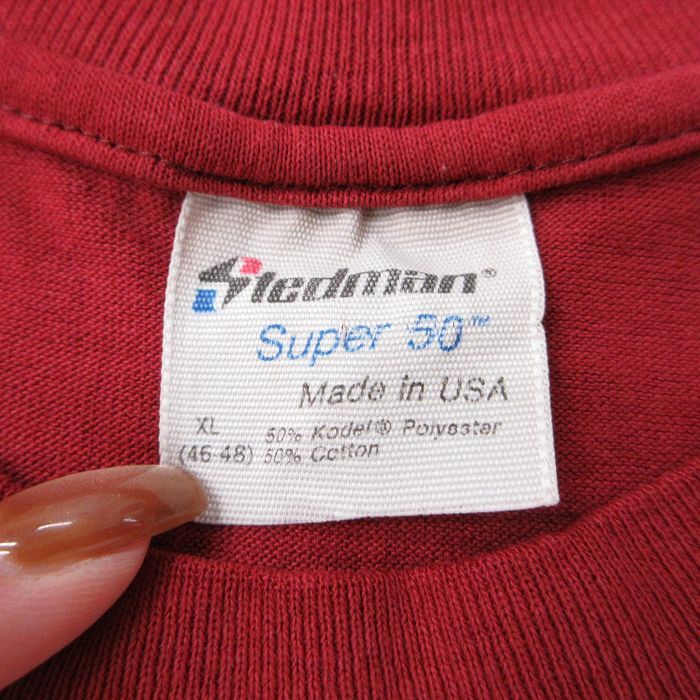 Stedman®
Super 50™
Made in USA
XL 50% Kodel® Polyester
(46-48) 50% Cotton